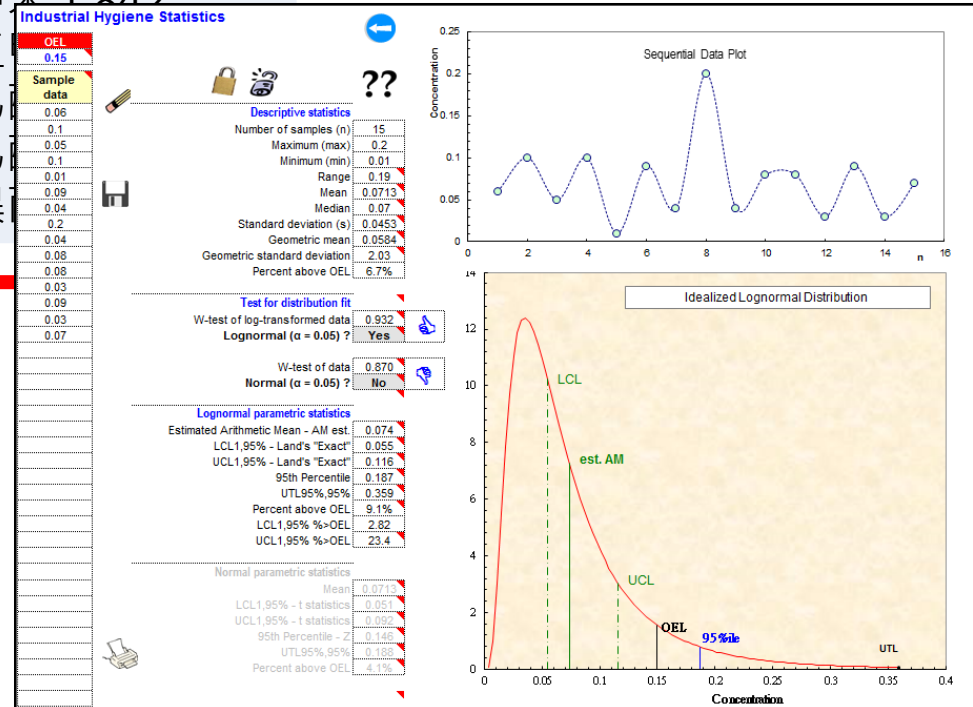 Industrial Hygiene Statistics
OEL
0.15
Sample
data
0.06
0.1
0.05
0.1
0.01
0.09
0.04
0.2
0.04
0.08
0.08
0.03
0.09
0.03
0.07
??
Descriptive statistics
Number of samples (n) 15
Maximum (max) 0.2
Minimum (min) 0.01
Range 0.19
Mean 0.0713
Median 0.07
Standard deviation (s) 0.0453
Geometric mean 0.0584
Geometric standard deviation 2.03
Percent above OEL 6.7%
Test for distribution fit
W-test of log-transformed data 0.932
Lognormal (α = 0.05) ? Yes
W-test of data 0.870
Normal (α = 0.05) ? No
Lognormal parametric statistics
Estimated Arithmetic Mean - AM est. 0.074
LCL1,95% - Land's "Exact" 0.055
UCL1,95% - Land's "Exact" 0.116
95th Percentile 0.187
UTL95%,95% 0.359
Percent above OEL 9.1%
LCL1,95% %>OEL 2.82
UCL1,95% %>OEL 23.4
Normal parametric statistics
Mean 0.0713
LCL1,95% - t statistics 0.051
UCL1,95% - t statistics 0.092
95th Percentile - Z 0.146
UTL95%,95% 0.188
Percent above OEL 4.1%
Sequential Data Plot
Concentration
0.25
0.2
0.15
0.1
0.05
0
0 2 4 6 8 10 12 14 16
n
Idealized Lognormal Distribution
14
12
10
8
6
4
2
0
LCL
est. AM
UCL
OEL
95%ile
UTL
0 0.05 0.1 0.15 0.2 0.25 0.3 0.35 0.4
Concentration